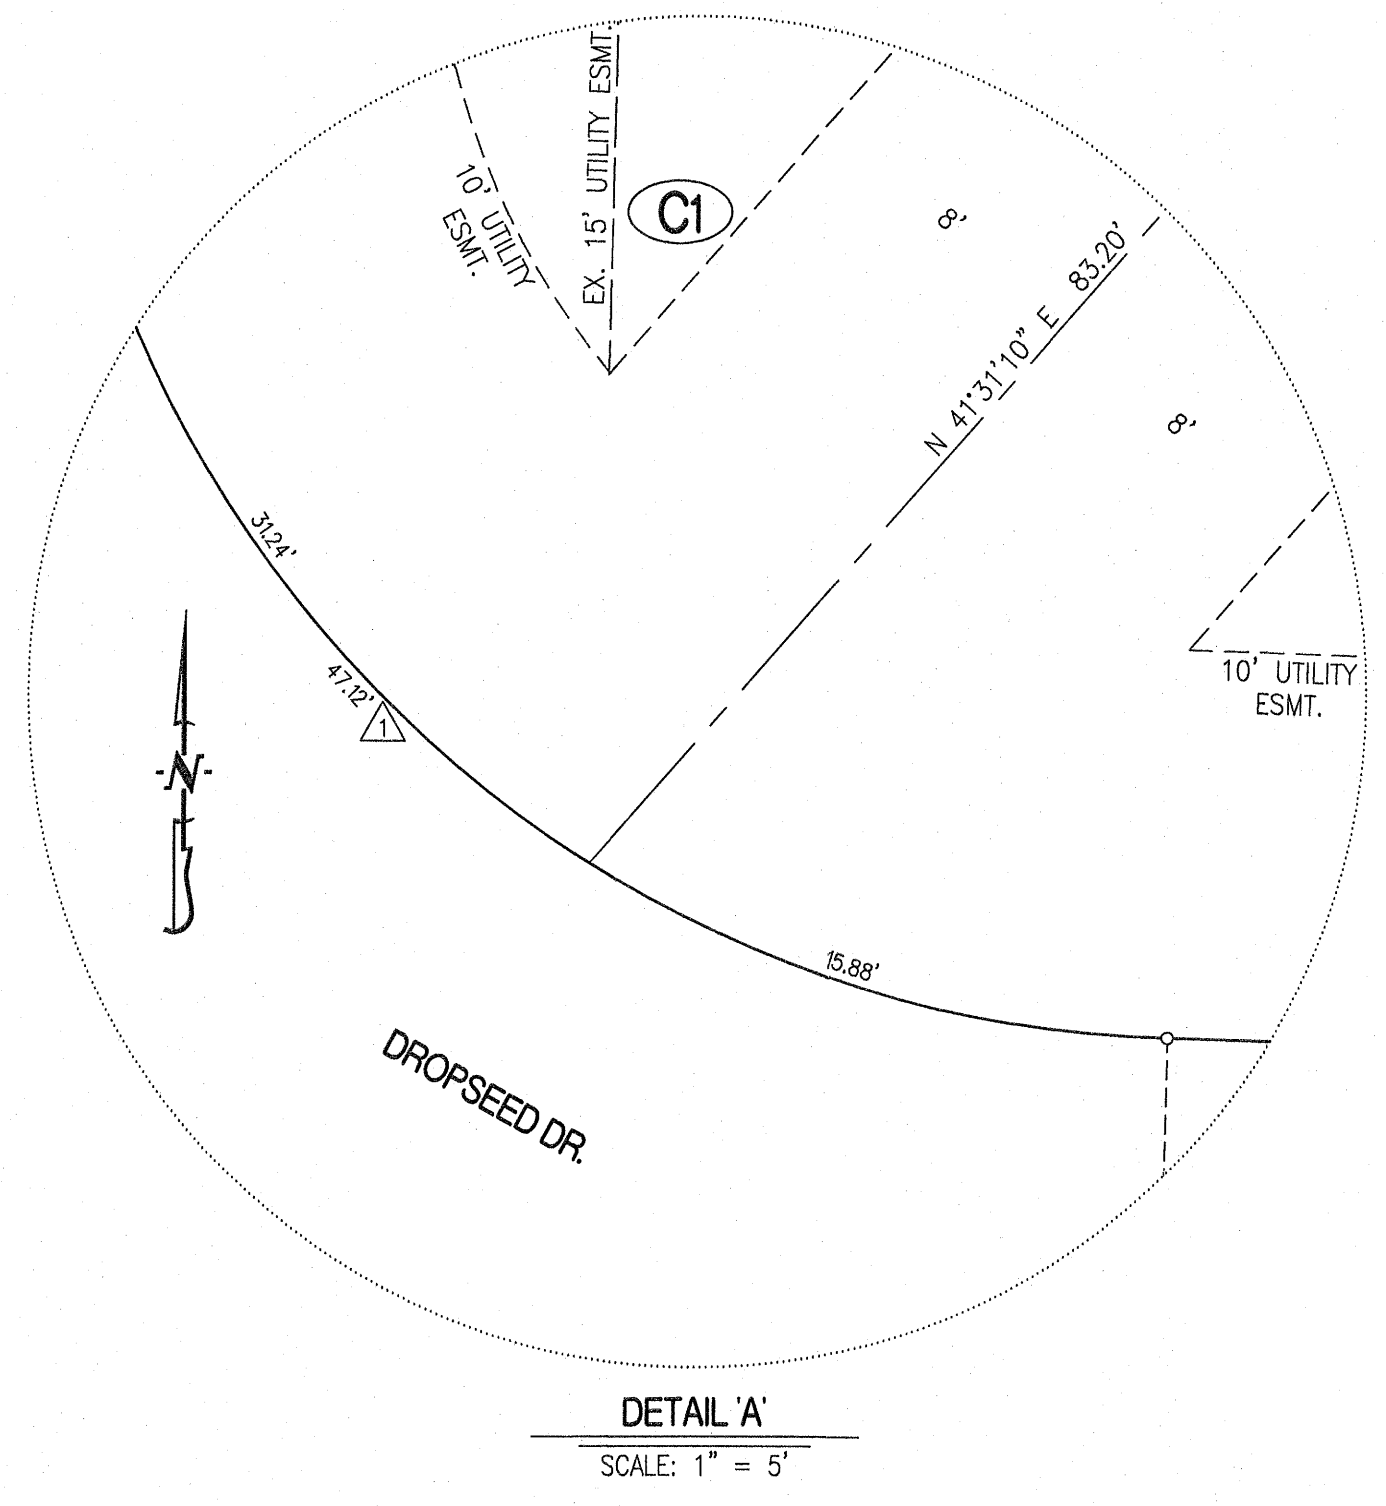 EX. 15' UTILITY ESMT.
10' UTILITY
ESMT.
C1
8'
N 41°31'10" E 83.20'
8'
31.24'
47.12'
1
10' UTILITY
ESMT.
N
15.88'
DROPSEED DR.
DETAIL 'A'
SCALE: 1" = 5'